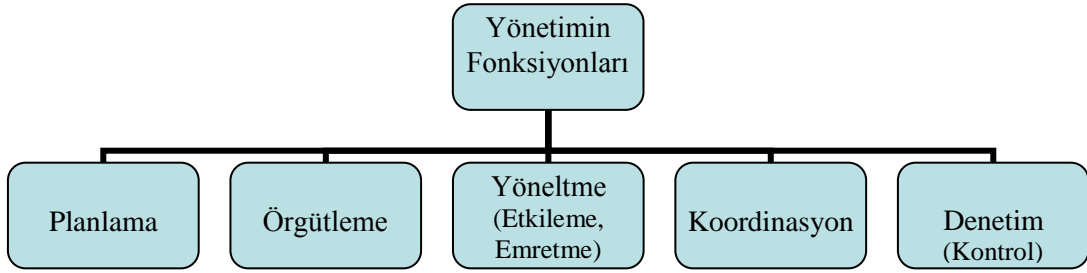 Yönetimin
Fonksiyonları
Planlama
Örgütleme
Yöneltme
(Etkileme,
Emretme)
Koordinasyon
Denetim
(Kontrol)